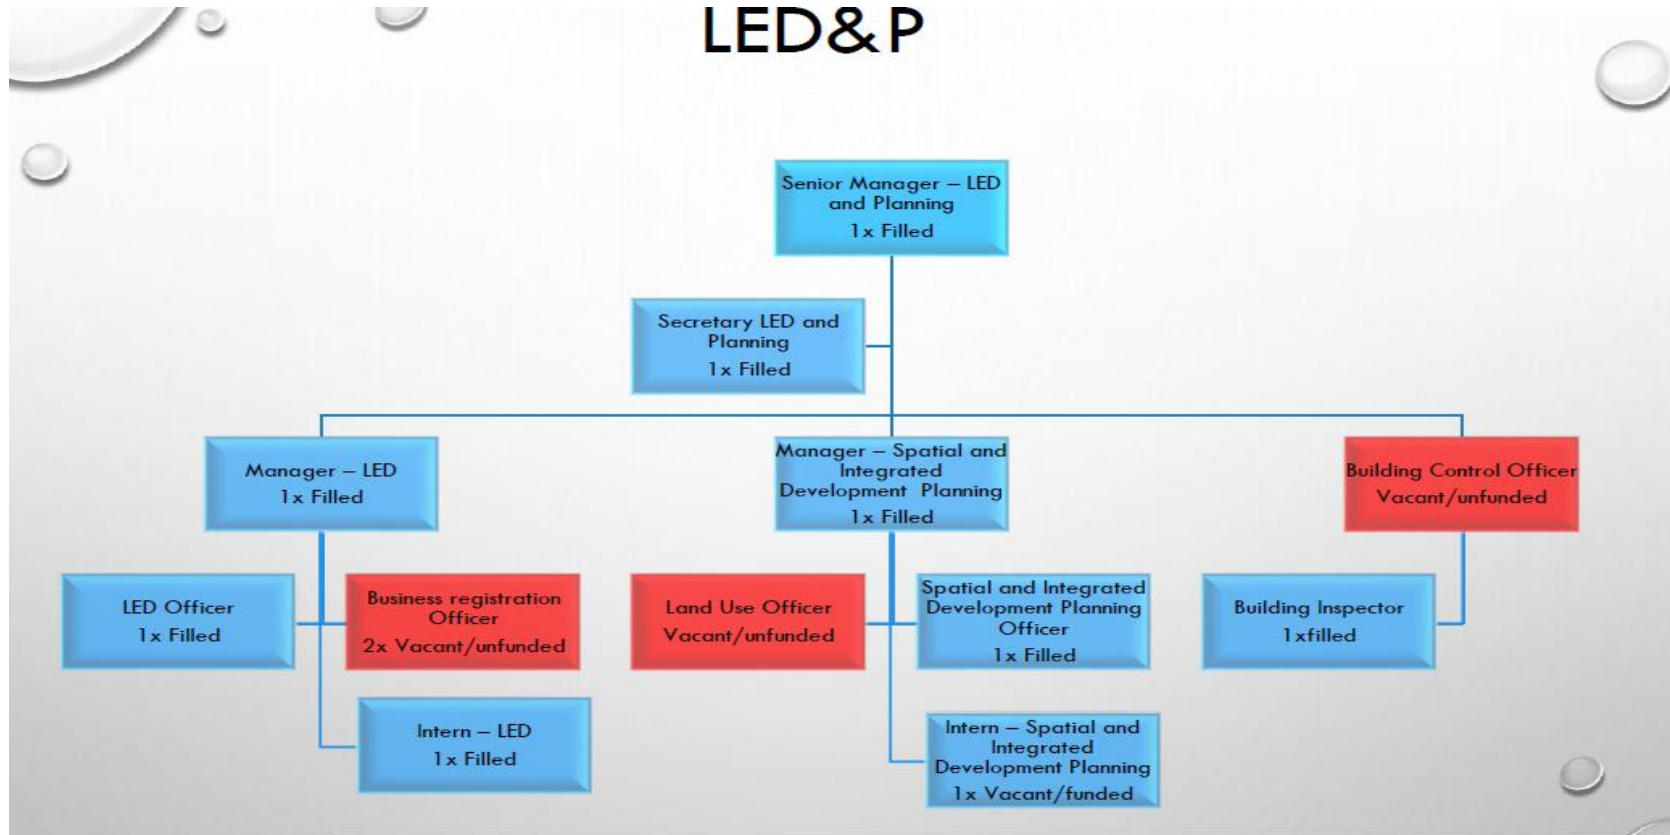 LED&P
Senior Manager – LED
and Planning
1x Filled
Secretary LED and
Planning
1x Filled
Manager – LED
1x Filled
Manager – Spatial and
Integrated
Development Planning
1x Filled
Building Control Officer
Vacant/unfunded
LED Officer
1x Filled
Business registration
Officer
2x Vacant/unfunded
Land Use Officer
Vacant/unfunded
Spatial and Integrated
Development Planning
Officer
1x Filled
Building Inspector
1xfilled
Intern – LED
1x Filled
Intern – Spatial and
Integrated
Development Planning
1x Vacant/funded